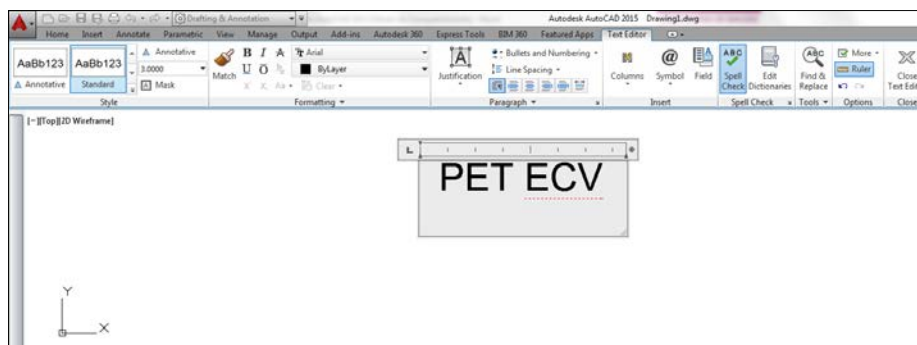 Drafting & Annotation
Autodesk AutoCAD 2015 Drawing1.dwg
Home Insert Annotate Parametric View Manage Output Add-ins Autodesk 360 Express Tools BIM 360 Featured Apps Text Editor
AaBb123 AaBb123 Annotative Match B I A Arial Justification Bullets and Numbering Columns Symbol Field ABC Spell Check Edit Dictionaries ABC Find & Replace More Close Text Edit
3.0000 U O ByLayer Line Spacing Ruler
Annotative Standard Mask X X, Aa Clear
Style Formatting Paragraph Insert Spell Check Tools Options Close
[-][Top][2D Wireframe]
PET ECV
Y
X